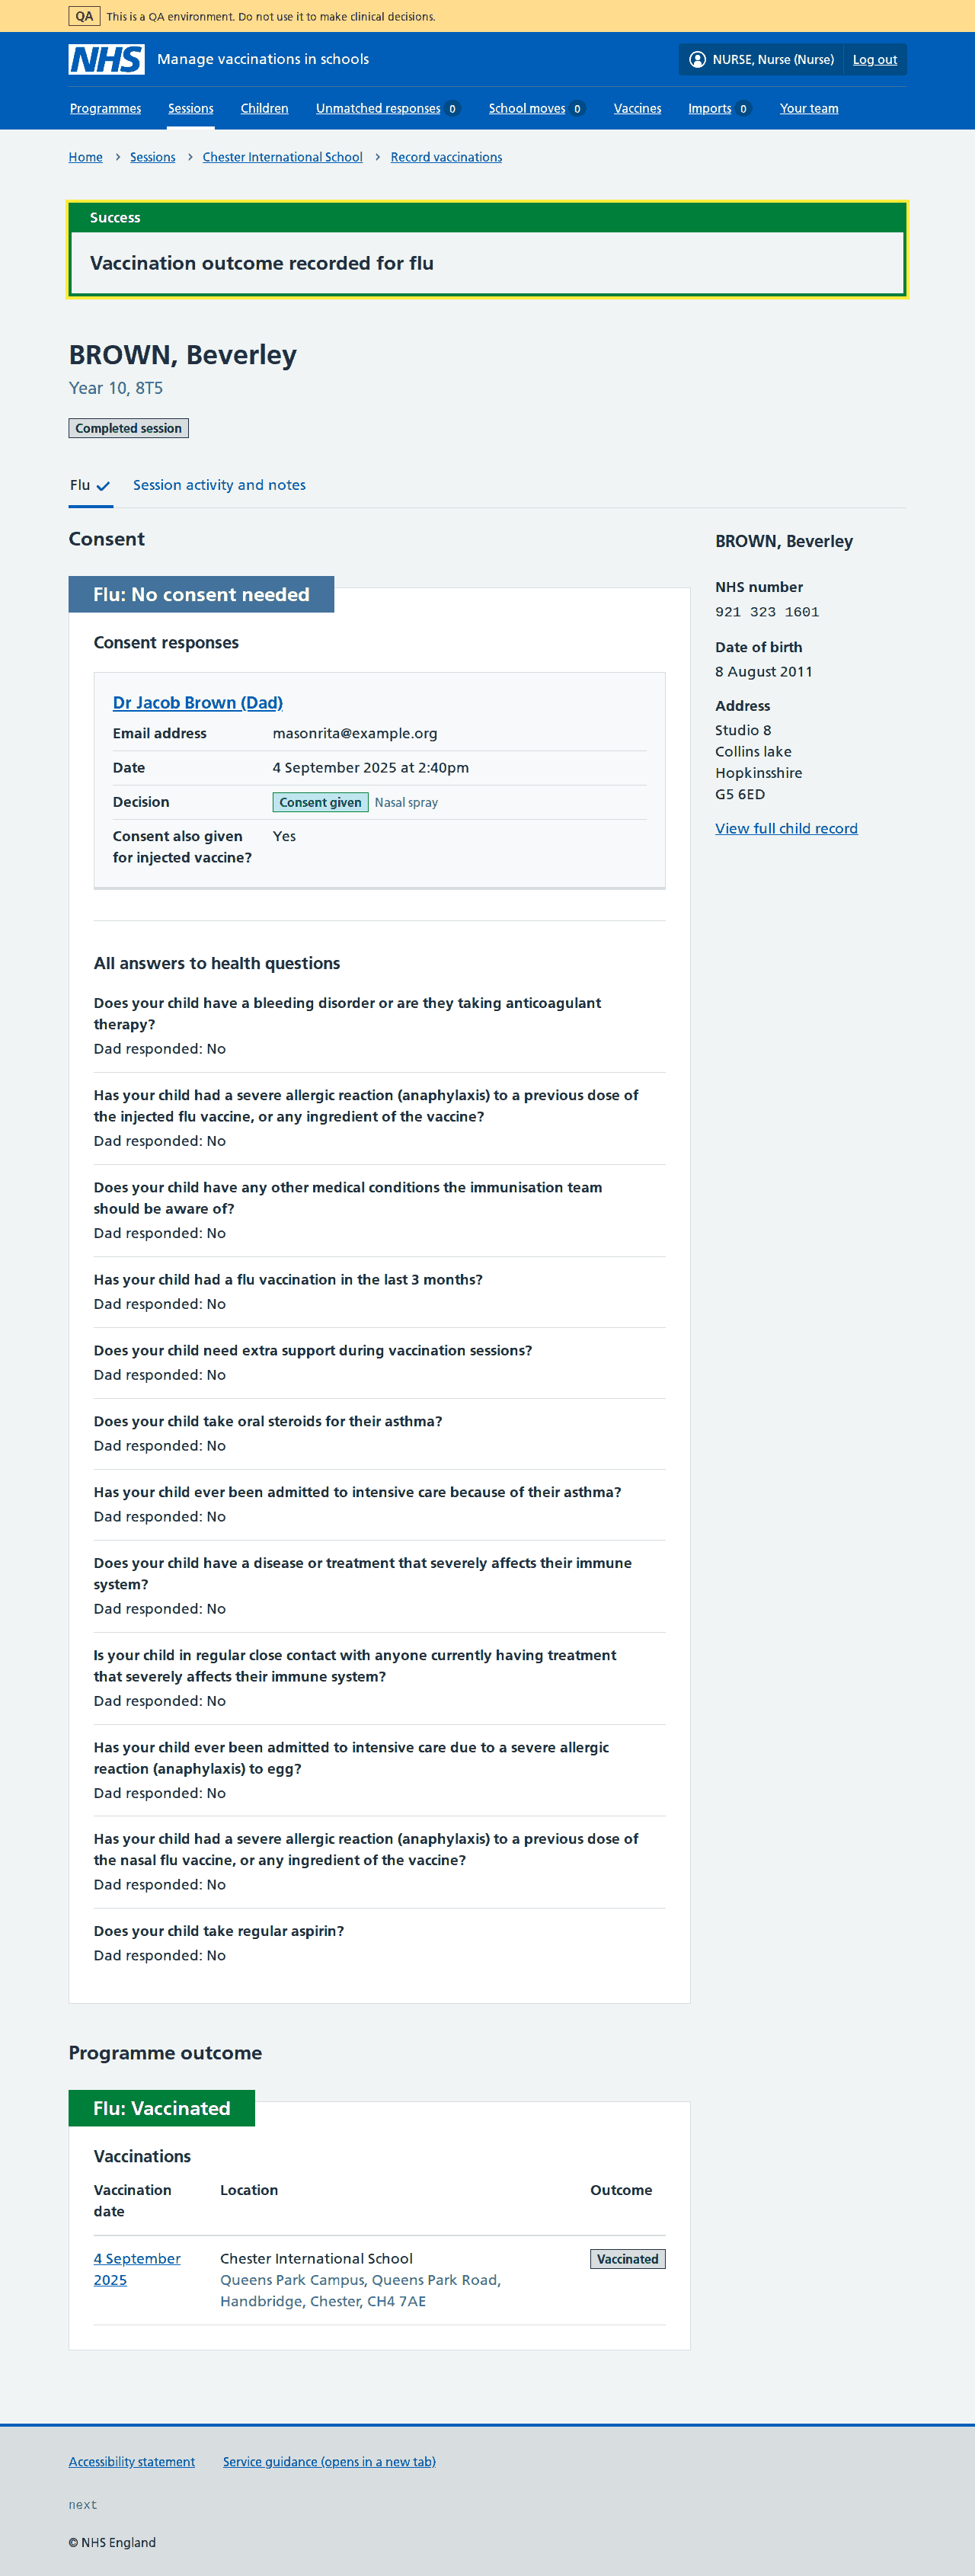 QA This is a QA environment. Do not use it to make clinical decisions.
NHS Manage vaccinations in schools NURSE, Nurse (Nurse) Log out
Programmes Sessions Children Unmatched responses 0 School moves 0 Vaccines Imports 0 Your team
Home Sessions Chester International School Record vaccinations
Success
Vaccination outcome recorded for flu
BROWN, Beverley
Year 10, 8T5
Completed session
Flu Session activity and notes
Consent
Flu: No consent needed
Consent responses
Dr Jacob Brown (Dad)
Email address masonrita@example.org
Date 4 September 2025 at 2:40pm
Decision Consent given Nasal spray
Consent also given Yes
for injected vaccine?
All answers to health questions
Does your child have a bleeding disorder or are they taking anticoagulant
therapy?
Dad responded: No
Has your child had a severe allergic reaction (anaphylaxis) to a previous dose of
the injected flu vaccine, or any ingredient of the vaccine?
Dad responded: No
Does your child have any other medical conditions the immunisation team
should be aware of?
Dad responded: No
Has your child had a flu vaccination in the last 3 months?
Dad responded: No
Does your child need extra support during vaccination sessions?
Dad responded: No
Does your child take oral steroids for their asthma?
Dad responded: No
Has your child ever been admitted to intensive care because of their asthma?
Dad responded: No
Does your child have a disease or treatment that severely affects their immune
system?
Dad responded: No
Is your child in regular close contact with anyone currently having treatment
that severely affects their immune system?
Dad responded: No
Has your child ever been admitted to intensive care due to a severe allergic
reaction (anaphylaxis) to egg?
Dad responded: No
Has your child had a severe allergic reaction (anaphylaxis) to a previous dose of
the nasal flu vaccine, or any ingredient of the vaccine?
Dad responded: No
Does your child take regular aspirin?
Dad responded: No
BROWN, Beverley
NHS number
921 323 1601
Date of birth
8 August 2011
Address
Studio 8
Collins lake
Hopkinsshire
G5 6ED
View full child record
Programme outcome
Flu: Vaccinated
Vaccinations
Vaccination Location Outcome
date
4 September Chester International School Vaccinated
2025 Queens Park Campus, Queens Park Road,
Handbridge, Chester, CH4 7AE
Accessibility statement Service guidance (opens in a new tab)
next
© NHS England